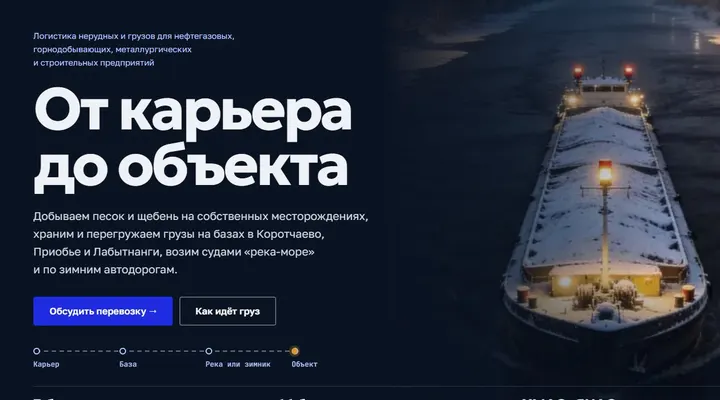 Логистика нерудных и грузов для нефтегазовых,
горнодобывающих, металлургических
и строительных предприятий
От карьера
до объекта
Добываем песок и щебень на собственных месторождениях,
храним и перегружаем грузы на базах в Коротчаево,
Приобье и Лабытнанги, возим судами «река-море»
и по зимним автодорогам.
Обсудить перевозку → Как идёт груз
Карьер База Река или зимник Объект